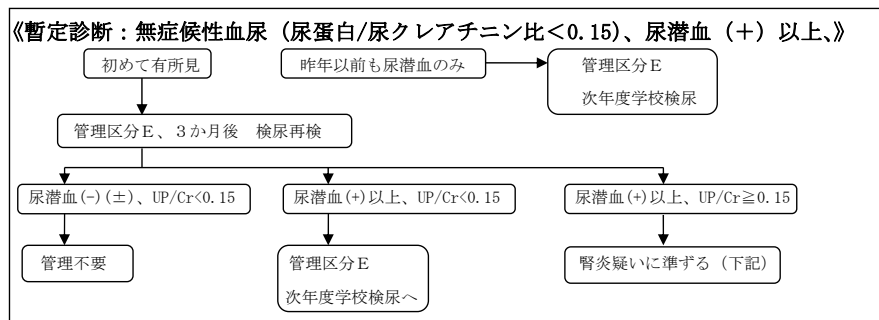 《暫定診断：無症候性血尿（尿蛋白/尿クレアチニン比＜0.15）、尿潜血（＋）以上、》
初めて有所見
昨年以前も尿潜血のみ
管理区分Ｅ
次年度学校検尿
管理区分Ｅ、３か月後　検尿再検
尿潜血(-)(±)、UP/Cr<0.15
尿潜血(+)以上、UP/Cr<0.15
尿潜血(+)以上、UP/Cr≧0.15
管理不要
管理区分Ｅ
次年度学校検尿へ
腎炎疑いに準ずる（下記）